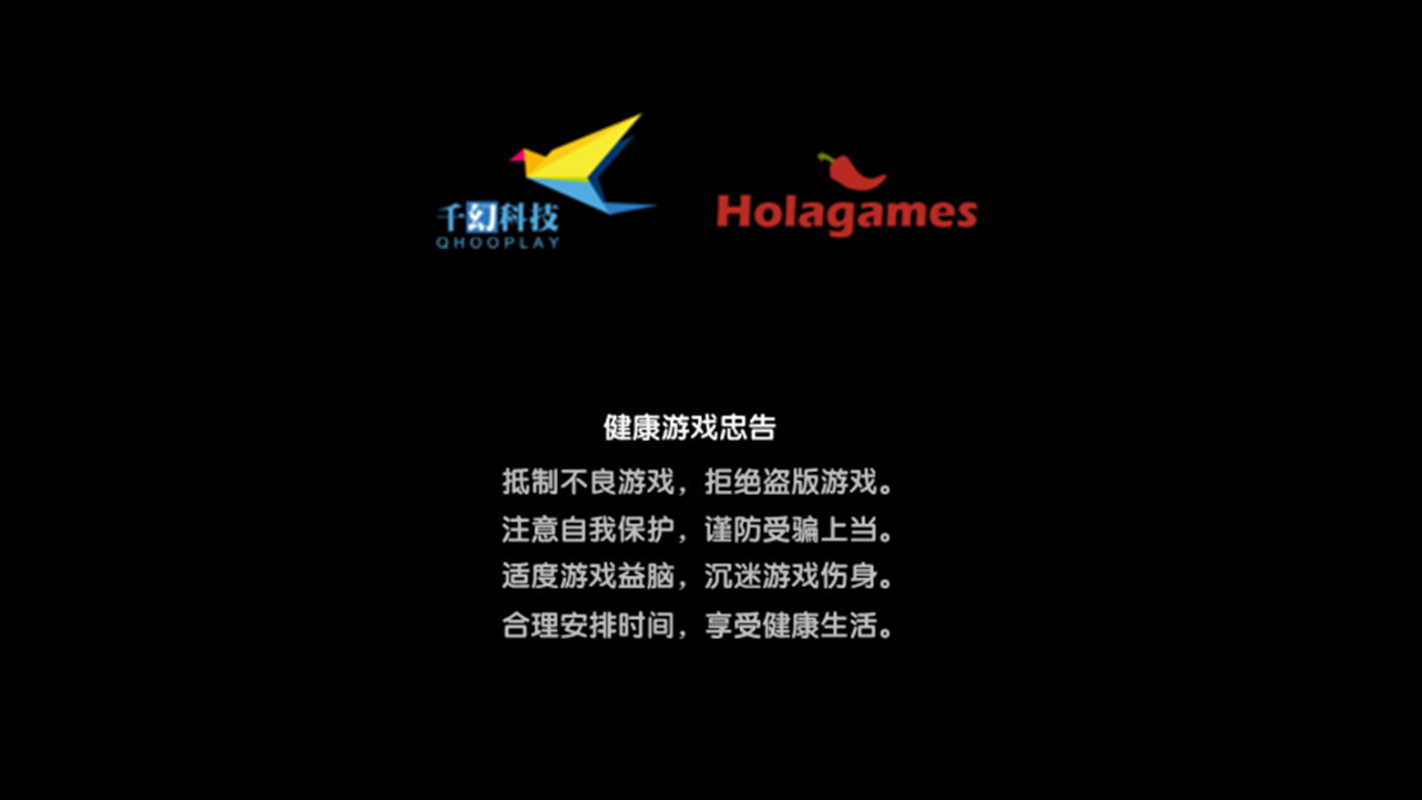 千幻科技
QHOOPLAY
Holagames
健康游戏忠告
抵制不良游戏，拒绝盗版游戏。
注意自我保护，谨防受骗上当。
适度游戏益脑，沉迷游戏伤身。
合理安排时间，享受健康生活。